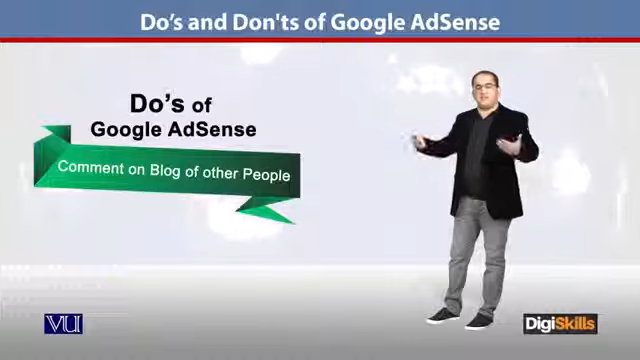 Do’s and Don'ts of Google AdSense
Do’s of
Google AdSense
Comment on Blog of other People
VU
DigiSkills